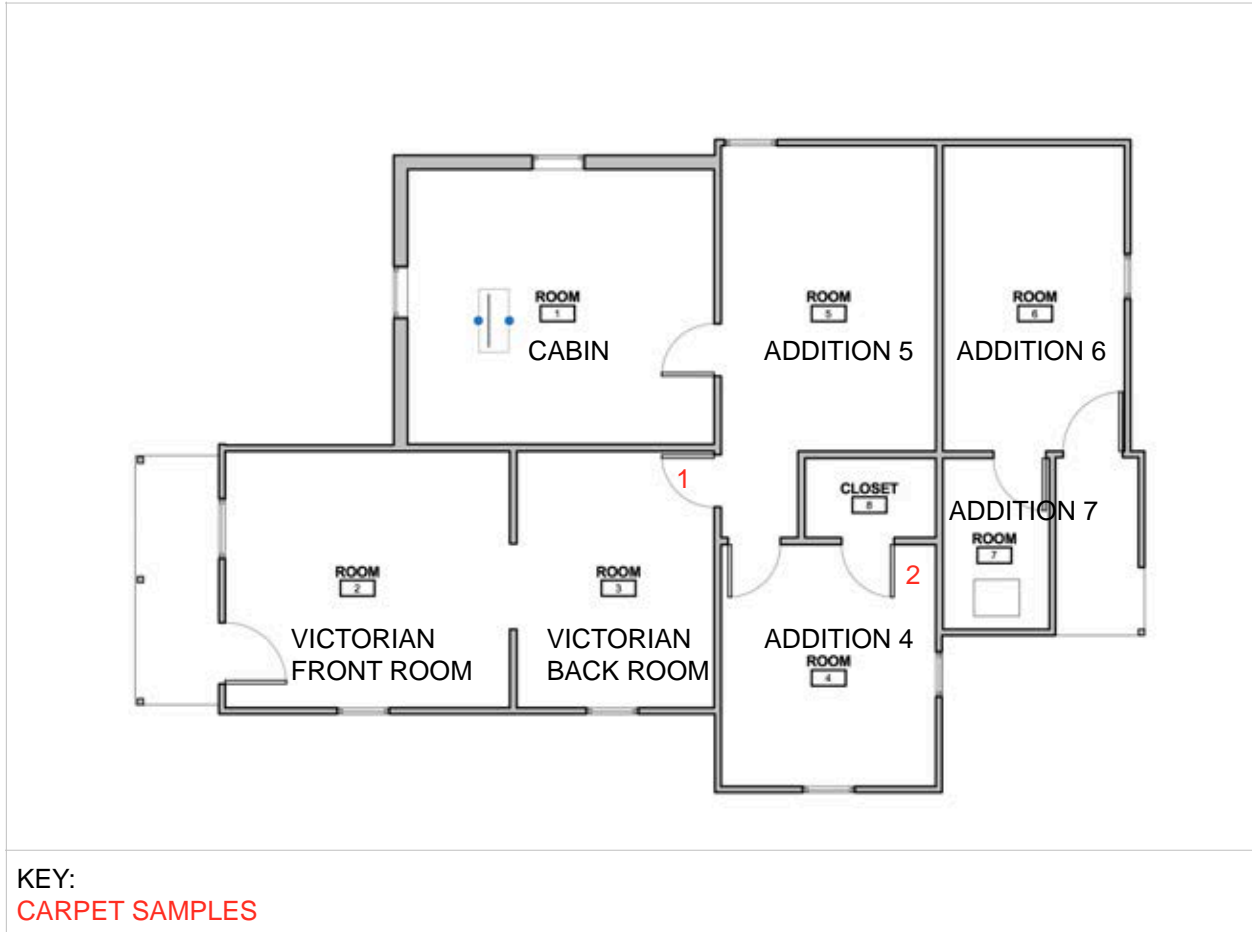 ROOM
1
CABIN
ROOM
5
ADDITION 5
ROOM
6
ADDITION 6
1
CLOSET
8
ADDITION 7
ROOM
7
2
ROOM
2
VICTORIAN
FRONT ROOM
ROOM
3
VICTORIAN
BACK ROOM
ADDITION 4
ROOM
4
KEY:
CARPET SAMPLES